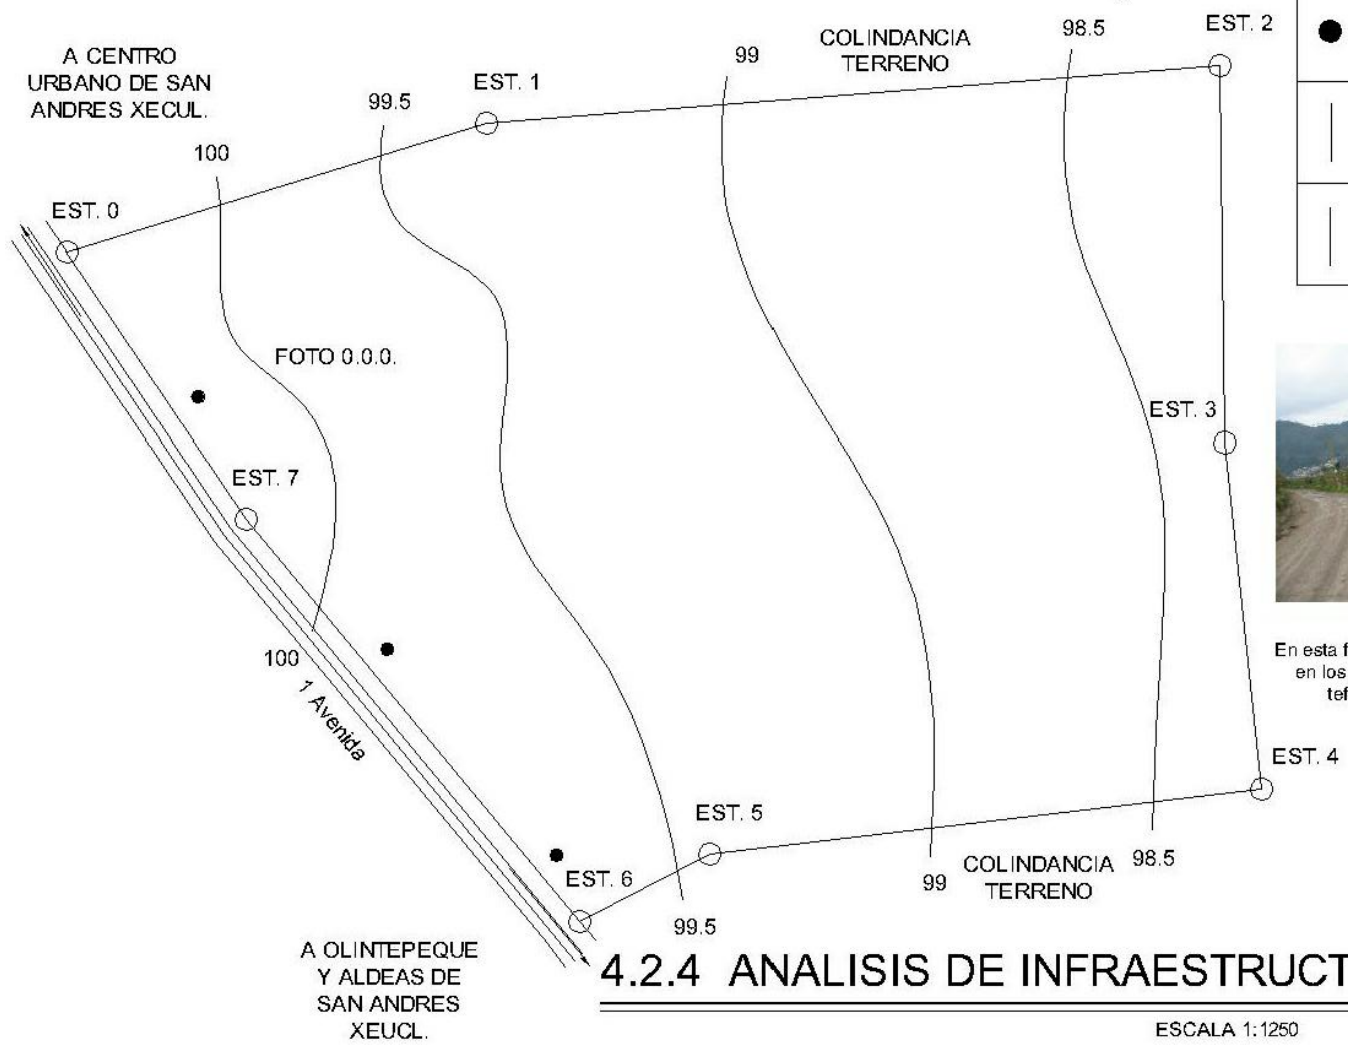 EST. 2
98.5
COLINDANCIA
TERRENO
99
A CENTRO
URBANO DE SAN
ANDRES XECUL.
EST. 1
99.5
100
EST. 0
FOTO 0.0.0.
EST. 3
EST. 7
En esta f
en los
tef
100
1 Avenida
EST. 4
EST. 5
98.5
COLINDANCIA
TERRENO
99
EST. 6
99.5
A OLINTEPEQUE
Y ALDEAS DE
SAN ANDRES
XEUCL.
4.2.4 ANALISIS DE INFRAESTRUCT
ESCALA 1:1250